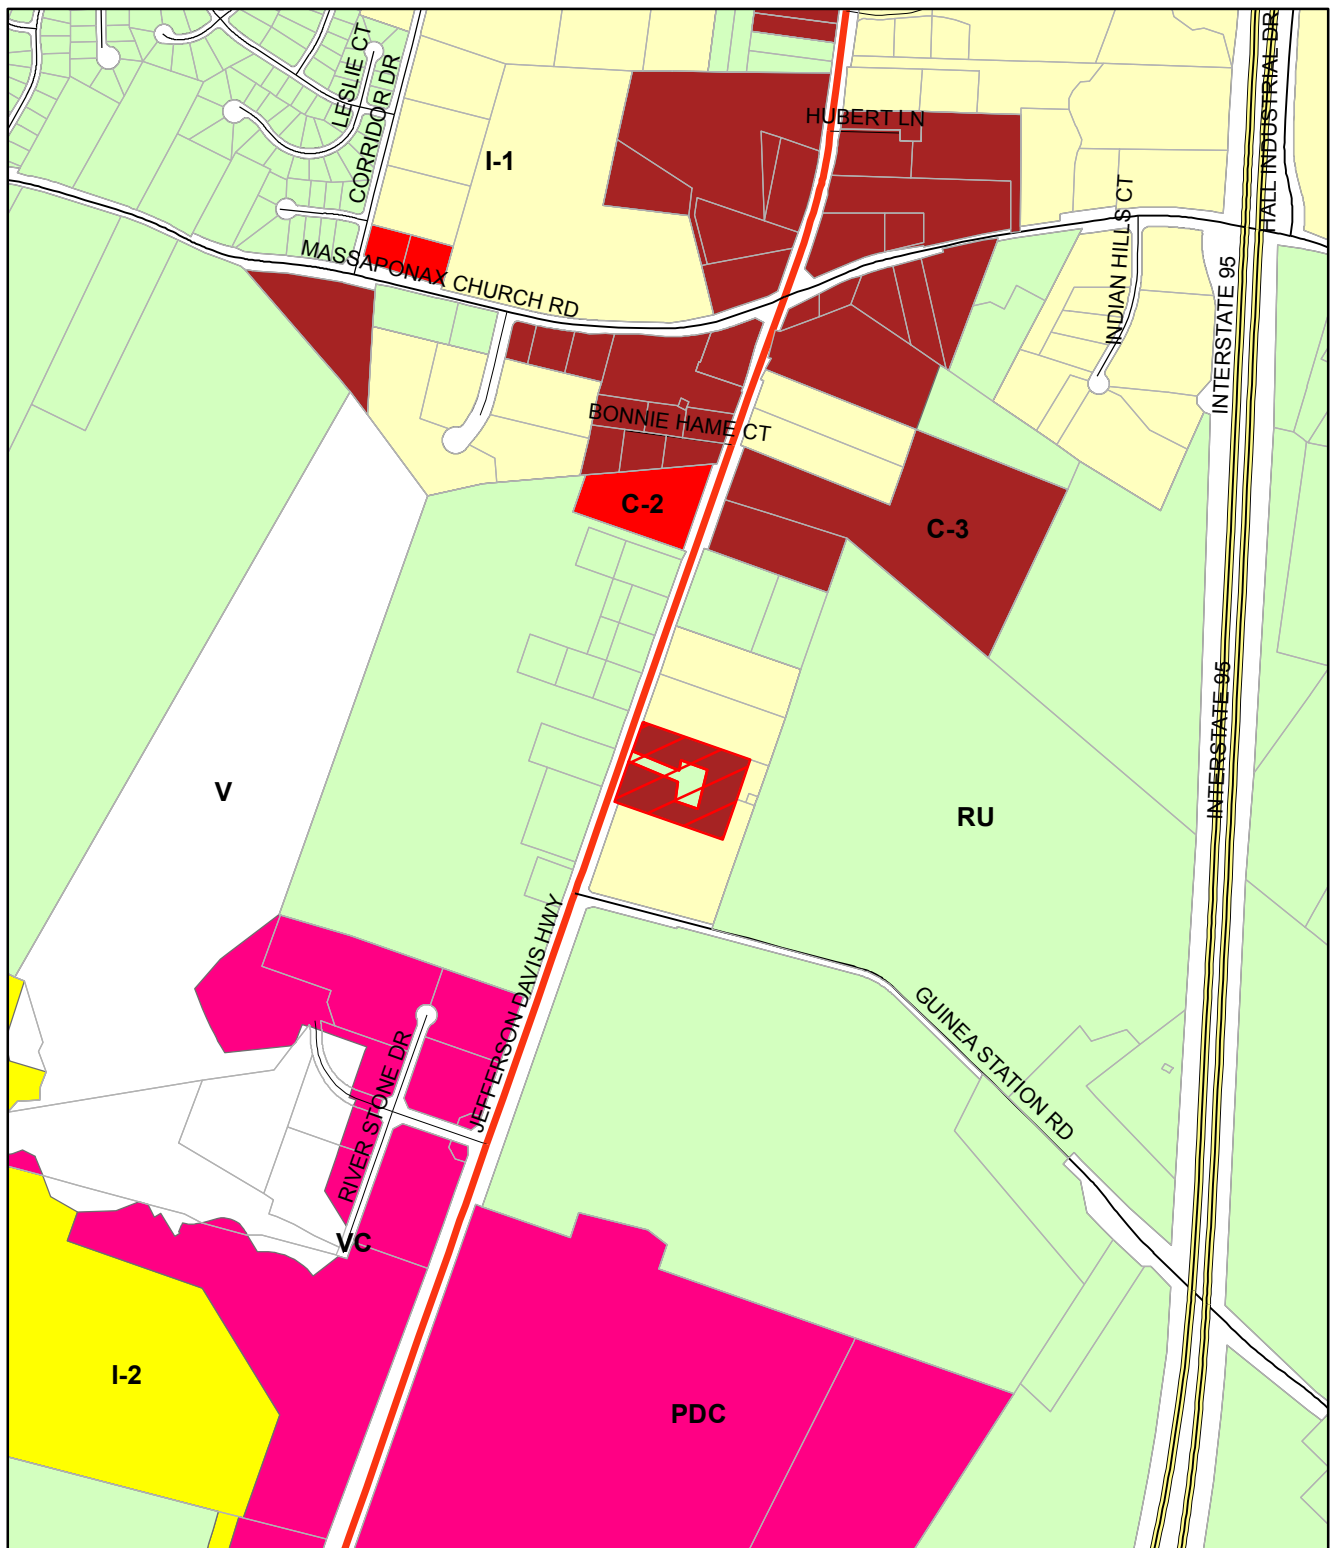 LESLIE CT
CORRIDOR DR
HALL INDUSTRIAL DR
HUBERT LN
I-1
INDIAN HILLS CT
MASSAPONAX CHURCH RD
INTERSTATE 95
BONNIE HAME CT
C-2
C-3
INTERSTATE 95
V
RU
JEFFERSON DAVIS HWY
GUINEA STATION RD
RIVER STONE DR
VC
I-2
PDC